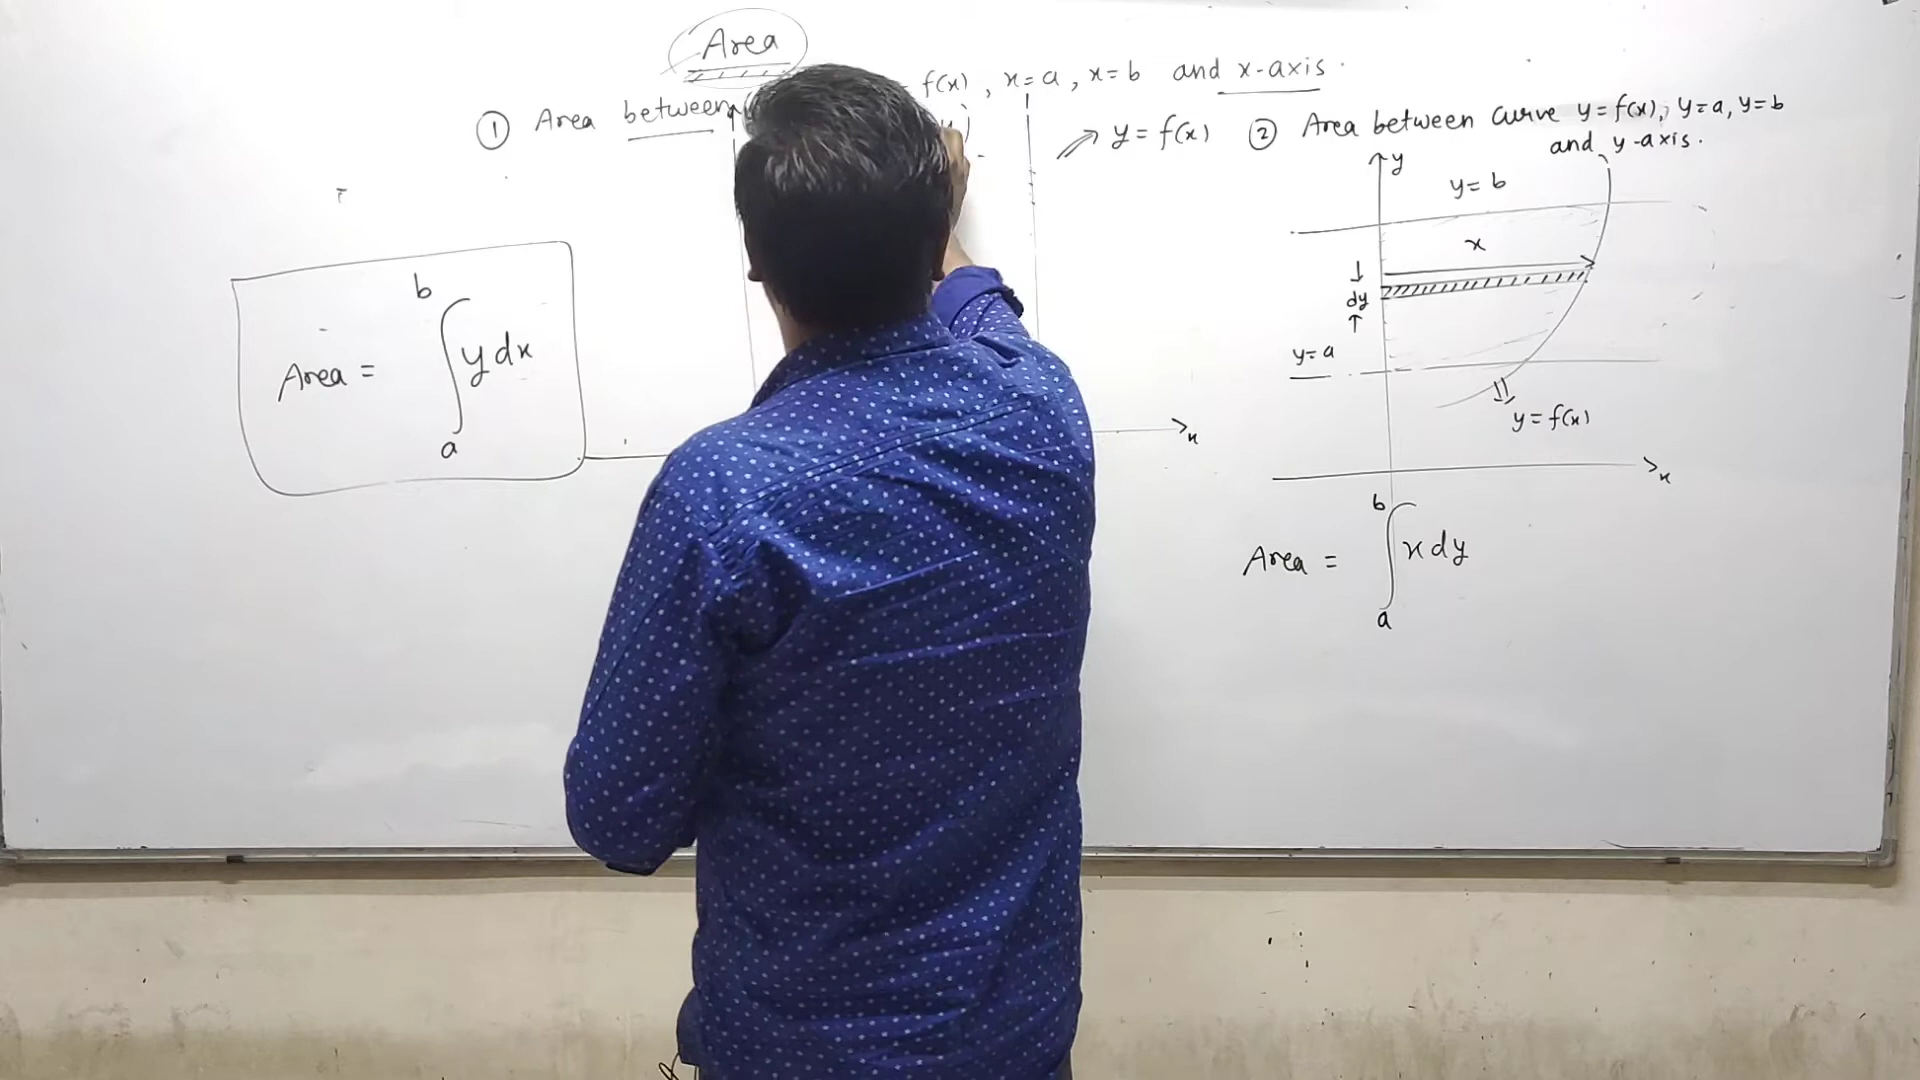 Area
① Area between f(x), x=a, x=b and x-axis.
y = f(x)
b
Area = ∫ y dx
a
x
② Area between curve y=f(x), y=a, y=b
and y-axis.
y
y=b
x
dy
y=a
y=f(x)
x
b
Area = ∫ x dy
a